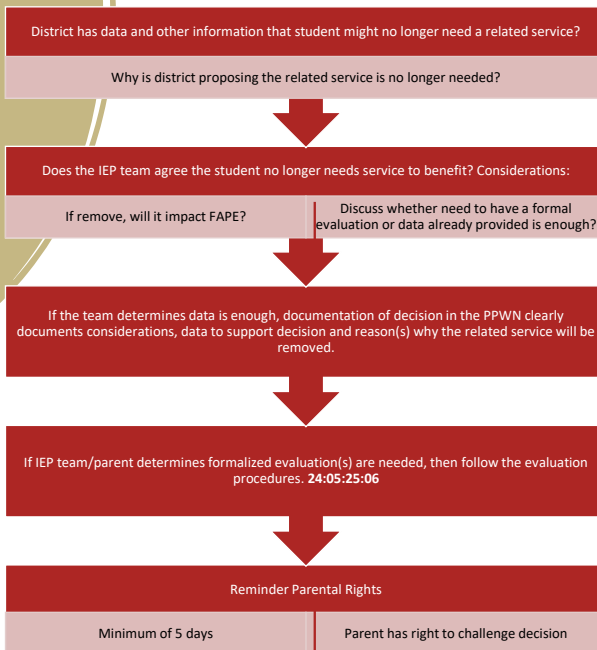 District has data and other information that student might no longer need a related service?
Why is district proposing the related service is no longer needed?
Does the IEP team agree the student no longer needs service to benefit? Considerations:
If remove, will it impact FAPE?
Discuss whether need to have a formal
evaluation or data already provided is enough?
If the team determines data is enough, documentation of decision in the PPWN clearly
documents considerations, data to support decision and reason(s) why the related service will be
removed.
If IEP team/parent determines formalized evaluation(s) are needed, then follow the evaluation
procedures. 24:05:25:06
Reminder Parental Rights
Minimum of 5 days
Parent has right to challenge decision